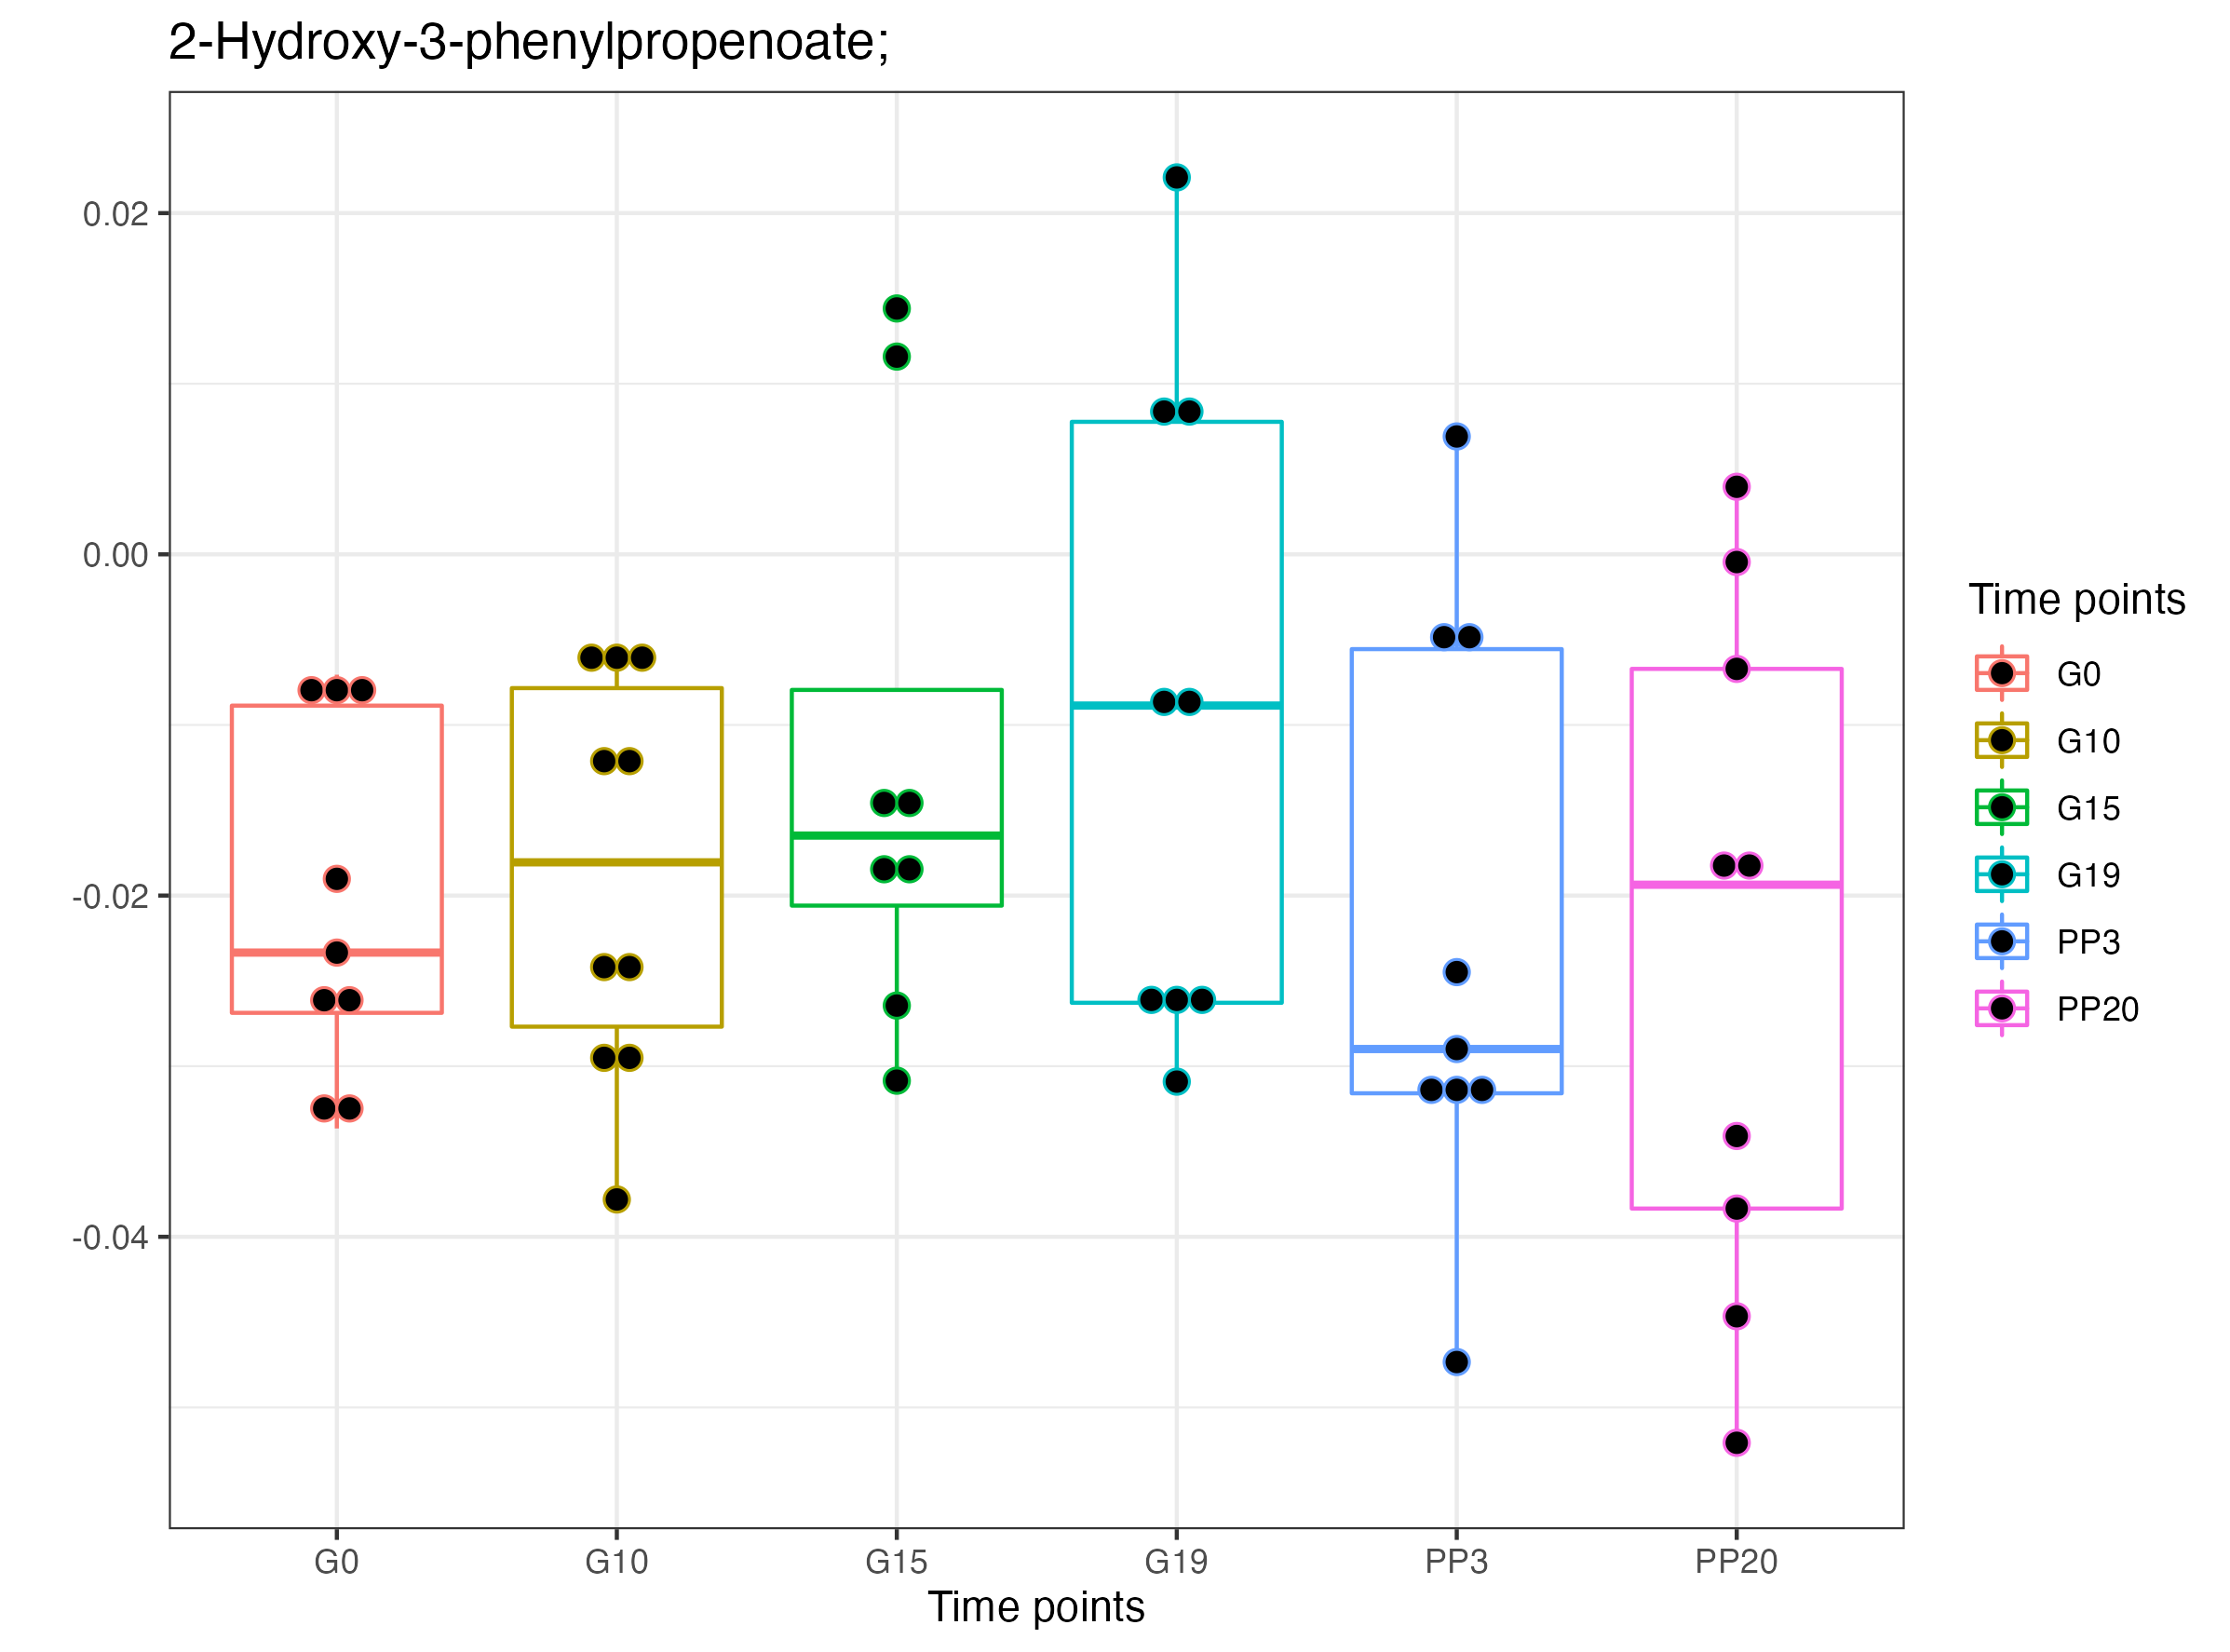 2-Hydroxy-3-phenylpropenoate;
0.02
0.00
-0.02
-0.04
G0 G10 G15 G19 PP3 PP20
Time points
Time points
G0
G10
G15
G19
PP3
PP20